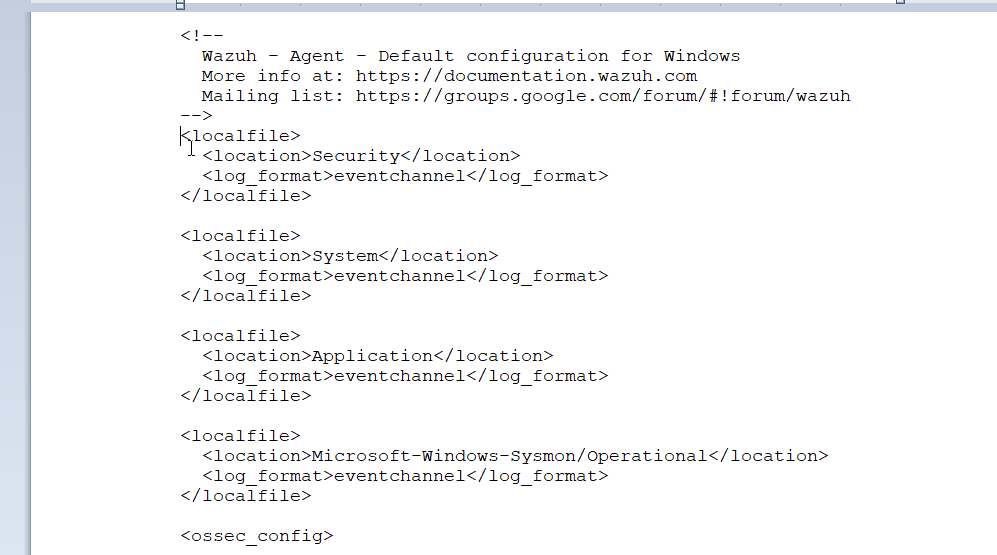 <!--
Wazuh - Agent - Default configuration for Windows
More info at: https://documentation.wazuh.com
Mailing list: https://groups.google.com/forum/#!forum/wazuh
-->
<localfile>
<location>Security</location>
<log_format>eventchannel</log_format>
</localfile>
<localfile>
<location>System</location>
<log_format>eventchannel</log_format>
</localfile>
<localfile>
<location>Application</location>
<log_format>eventchannel</log_format>
</localfile>
<localfile>
<location>Microsoft-Windows-Sysmon/Operational</location>
<log_format>eventchannel</log_format>
</localfile>
<ossec_config>